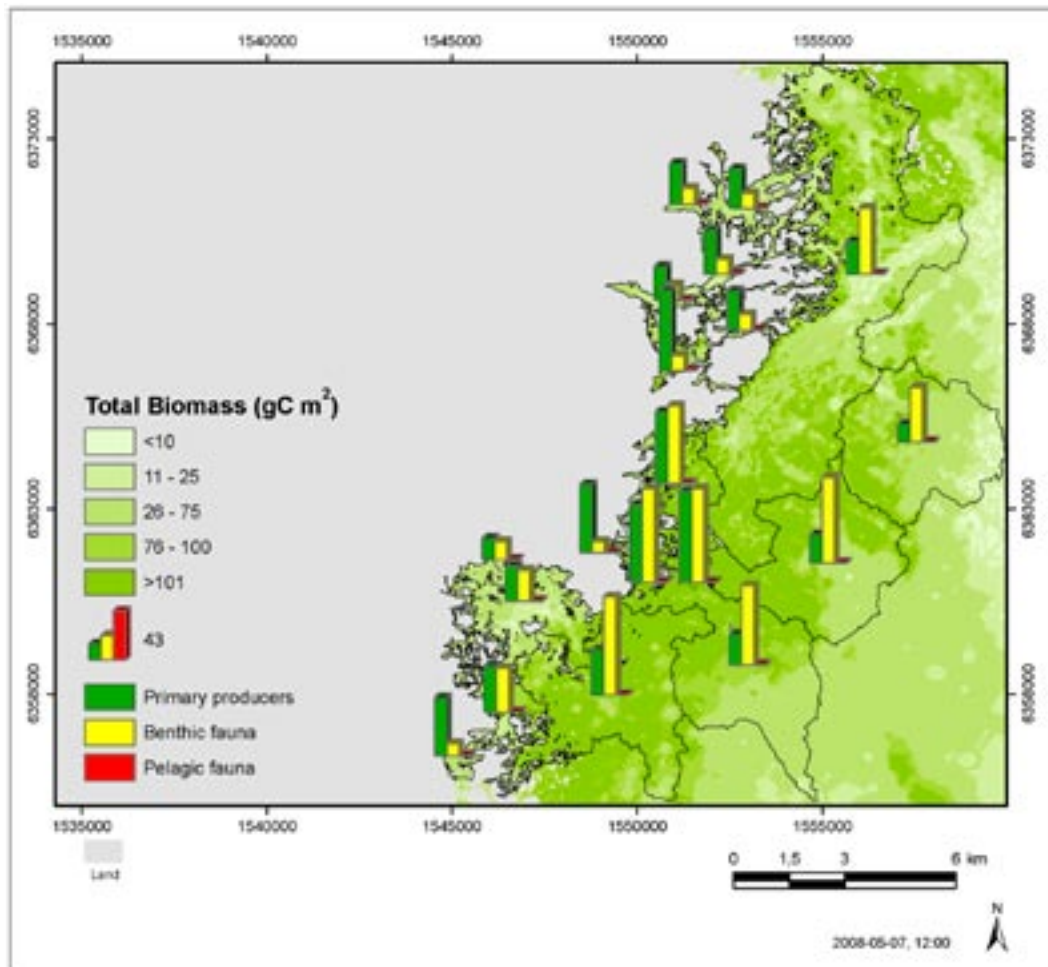 1535000 1540000 1545000 1550000 1555000
6373000 6373000
6368000 6368000
Total Biomass (gC m²)
<10
11 - 25
26 - 75
76 - 100
>101
43
Primary producers
Benthic fauna
Pelagic fauna
6363000 6363000
6358000 6358000
1535000 1540000 1545000 1550000 1555000
Land
0 1,5 3 6 km
N
2008-05-07, 12:00